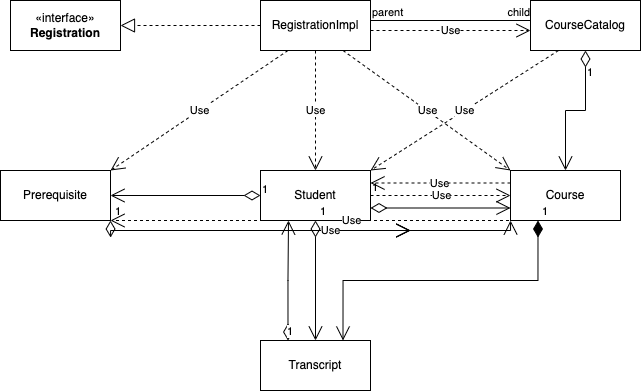 «interface»
Registration
RegistrationImpl
parent
child
Use
CourseCatalog
1
Use
Use
Use
Use
Prerequisite
1
1
Student
1
1
Use
Use
Use
Use
Course
1
1
Transcript